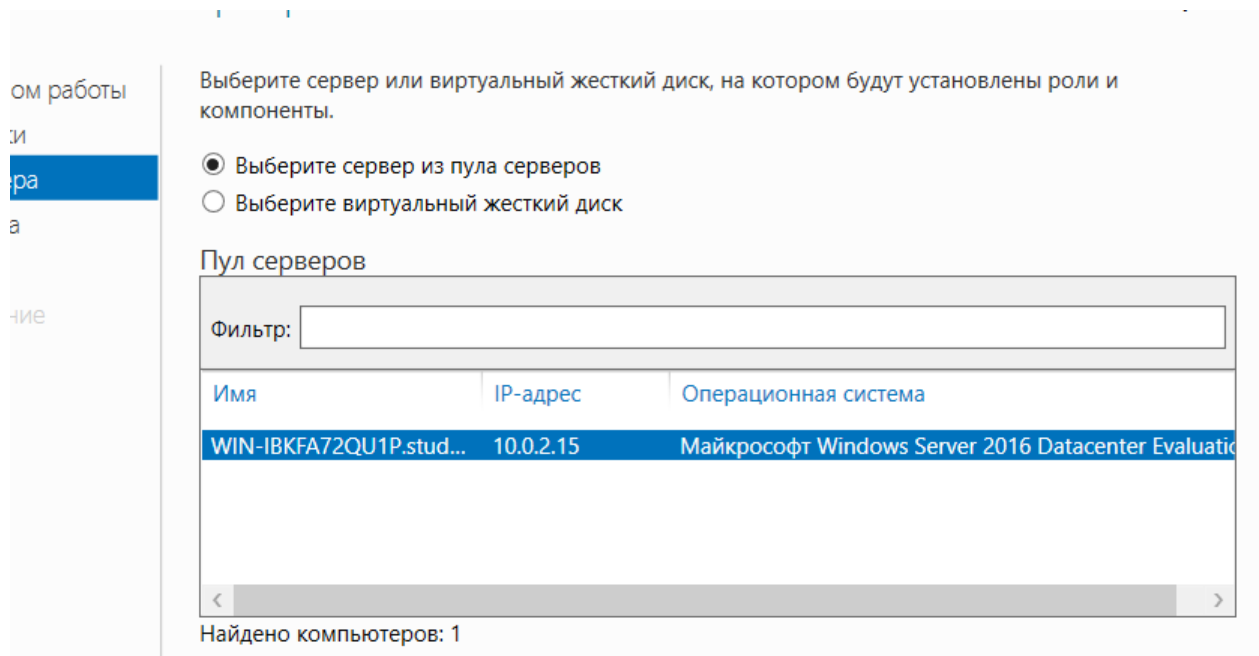 ом работы
ки
ера
а
ние
Выберите сервер или виртуальный жесткий диск, на котором будут установлены роли и
компоненты.
Выберите сервер из пула серверов
Выберите виртуальный жесткий диск
Пул серверов
Фильтр:
Имя IP-адрес Операционная система
WIN-IBKFA72QU1P.stud... 10.0.2.15 Майкрософт Windows Server 2016 Datacenter Evaluatio
Найдено компьютеров: 1